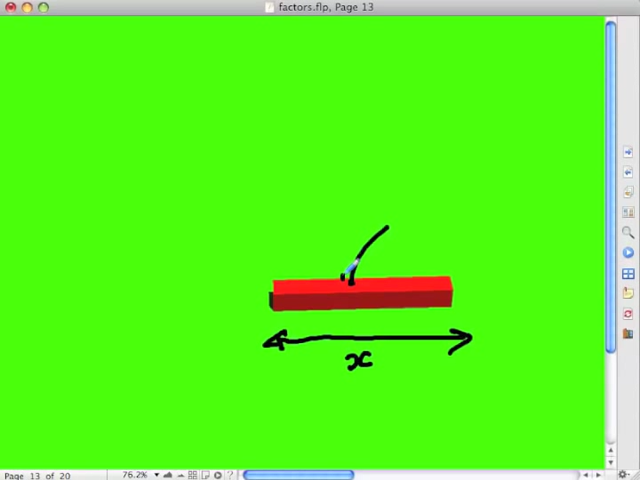 factors.flp, Page 13
x
Page 13 of 20
76.2%